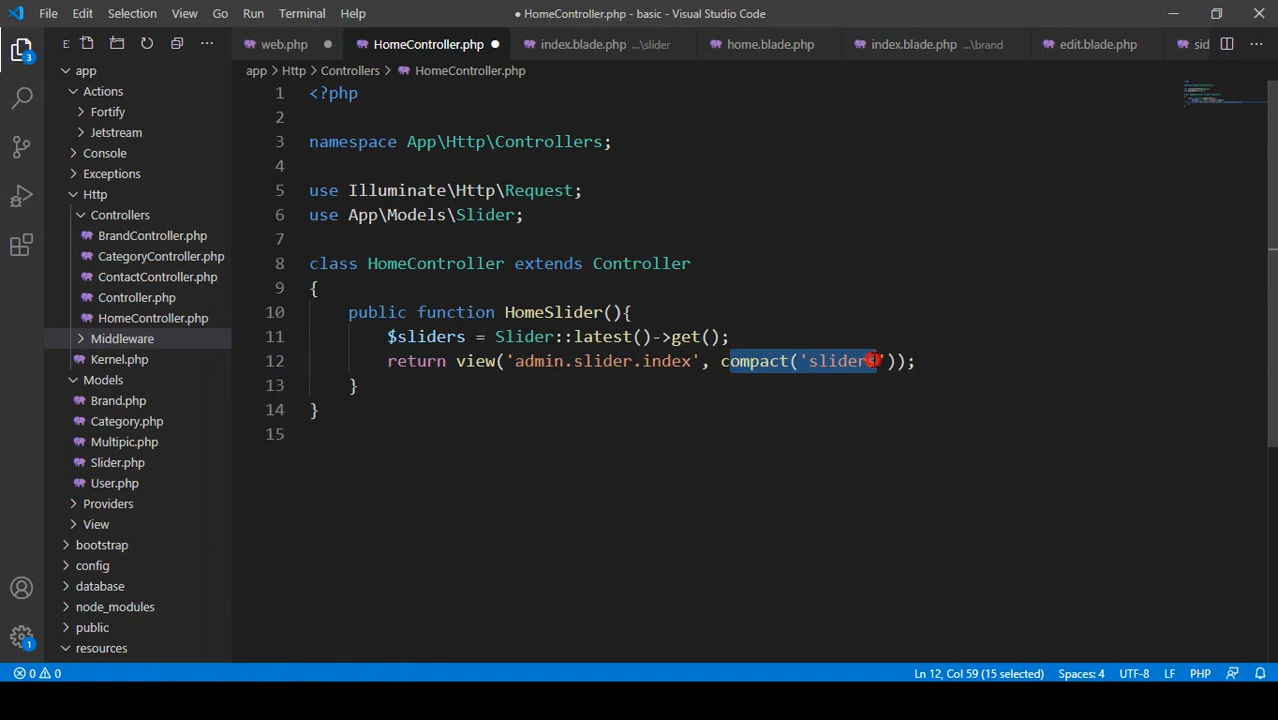 File Edit Selection View Go Run Terminal Help
● HomeController.php - basic - Visual Studio Code
E
web.php
HomeController.php
index.blade.php ...\slider
home.blade.php
index.blade.php ...\brand
edit.blade.php
sid
app > Http > Controllers > HomeController.php
3
app
Actions
Fortify
Jetstream
Console
Exceptions
Http
Controllers
BrandController.php
CategoryController.php
ContactController.php
Controller.php
HomeController.php
Middleware
Kernel.php
Models
Brand.php
Category.php
Multipic.php
Slider.php
User.php
Providers
View
bootstrap
config
database
node_modules
public
resources
1
1 <?php
2
3 namespace App\Http\Controllers;
4
5 use Illuminate\Http\Request;
6 use App\Models\Slider;
7
8 class HomeController extends Controller
9 {
10 public function HomeSlider(){
11 $sliders = Slider::latest()->get();
12 return view('admin.slider.index', compact('sliders'));
13 }
14 }
15
0 0
Ln 12, Col 59 (15 selected) Spaces: 4 UTF-8 LF PHP